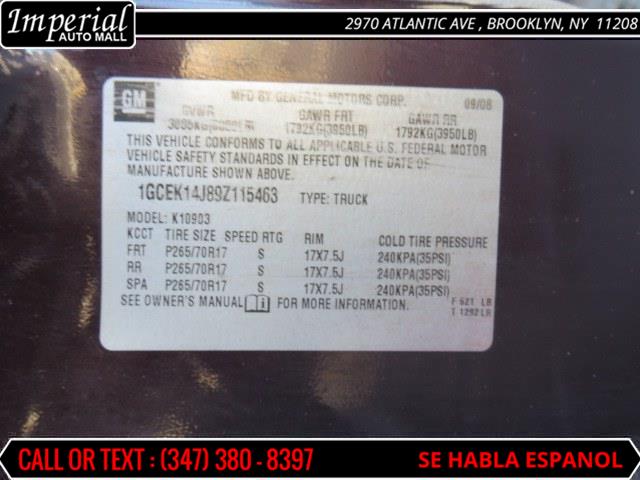 Imperial
AUTO MALL
2970 ATLANTIC AVE , BROOKLYN, NY 11208
GM
MFD BY GENERAL MOTORS CORP. 09/08
GVWR GAWR FRT GAWR RR
1792KG(3950LB) 1792KG(3950LB)
THIS VEHICLE CONFORMS TO ALL APPLICABLE U.S. FEDERAL MOTOR
VEHICLE SAFETY STANDARDS IN EFFECT ON THE DATE OF
MANUFACTURE SHOWN ABOVE.
1GCEK14J89Z115463 TYPE: TRUCK
MODEL: K10903
KCCT TIRE SIZE SPEED RTG RIM COLD TIRE PRESSURE
FRT P265/70R17 S 17X7.5J 240KPA(35PSI)
RR P265/70R17 S 17X7.5J 240KPA(35PSI)
SPA P265/70R17 S 17X7.5J 240KPA(35PSI)
SEE OWNER'S MANUAL FOR MORE INFORMATION.
F 621 LB
T 1292 LB
CALL OR TEXT : (347) 380 - 8397
SE HABLA ESPANOL